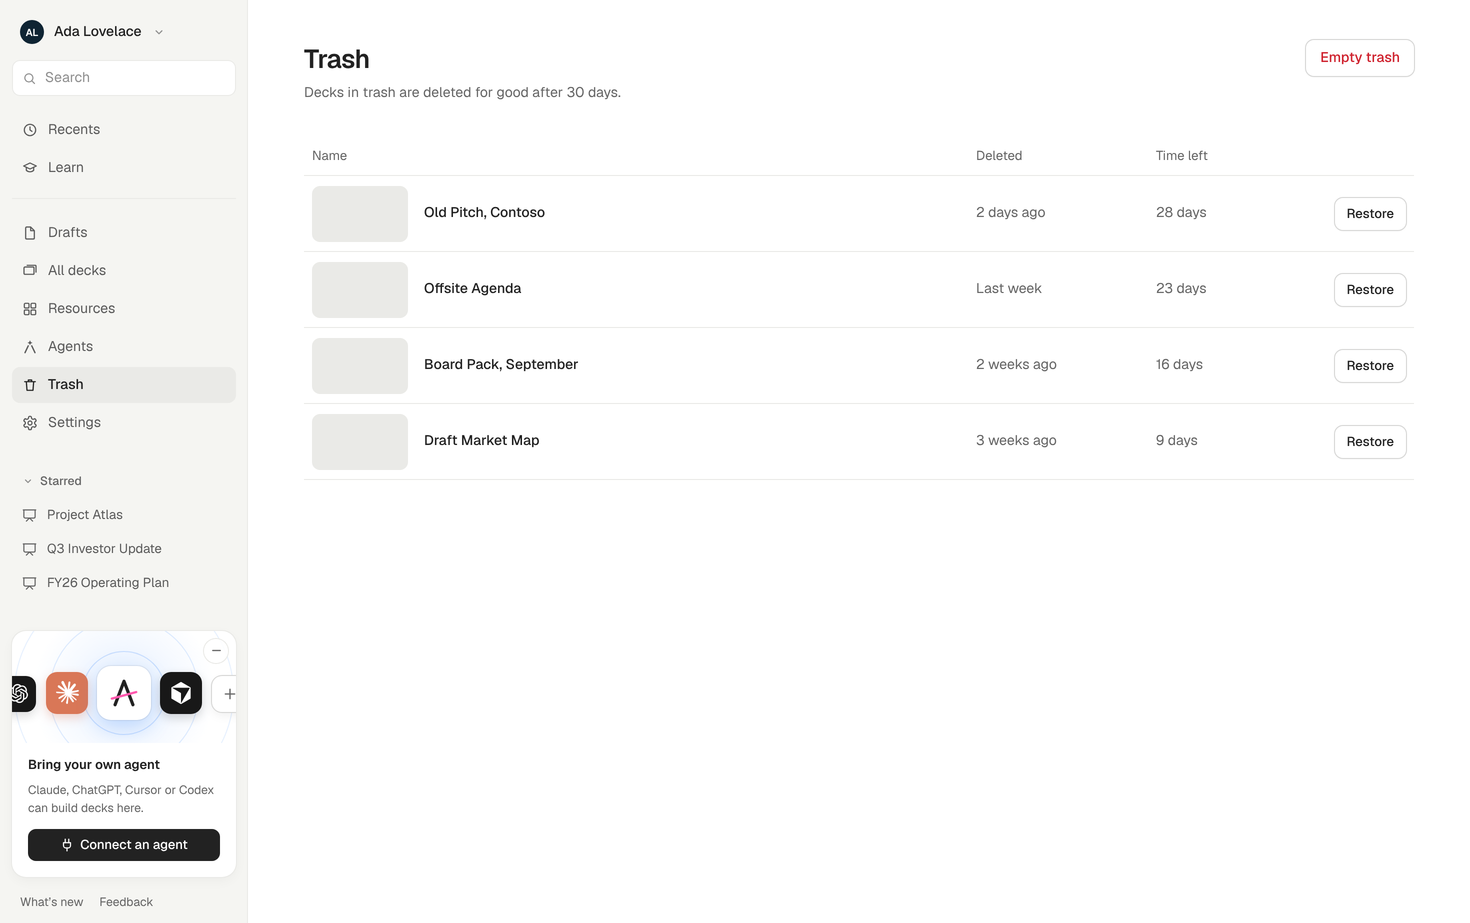 AL
Ada Lovelace
Search
Recents
Learn
Drafts
All decks
Resources
Agents
Trash
Settings
Starred
Project Atlas
Q3 Investor Update
FY26 Operating Plan
Bring your own agent
Claude, ChatGPT, Cursor or Codex
can build decks here.
Connect an agent
What's new Feedback
Trash
Empty trash
Decks in trash are deleted for good after 30 days.
Name Deleted Time left
Old Pitch, Contoso 2 days ago 28 days Restore
Offsite Agenda Last week 23 days Restore
Board Pack, September 2 weeks ago 16 days Restore
Draft Market Map 3 weeks ago 9 days Restore